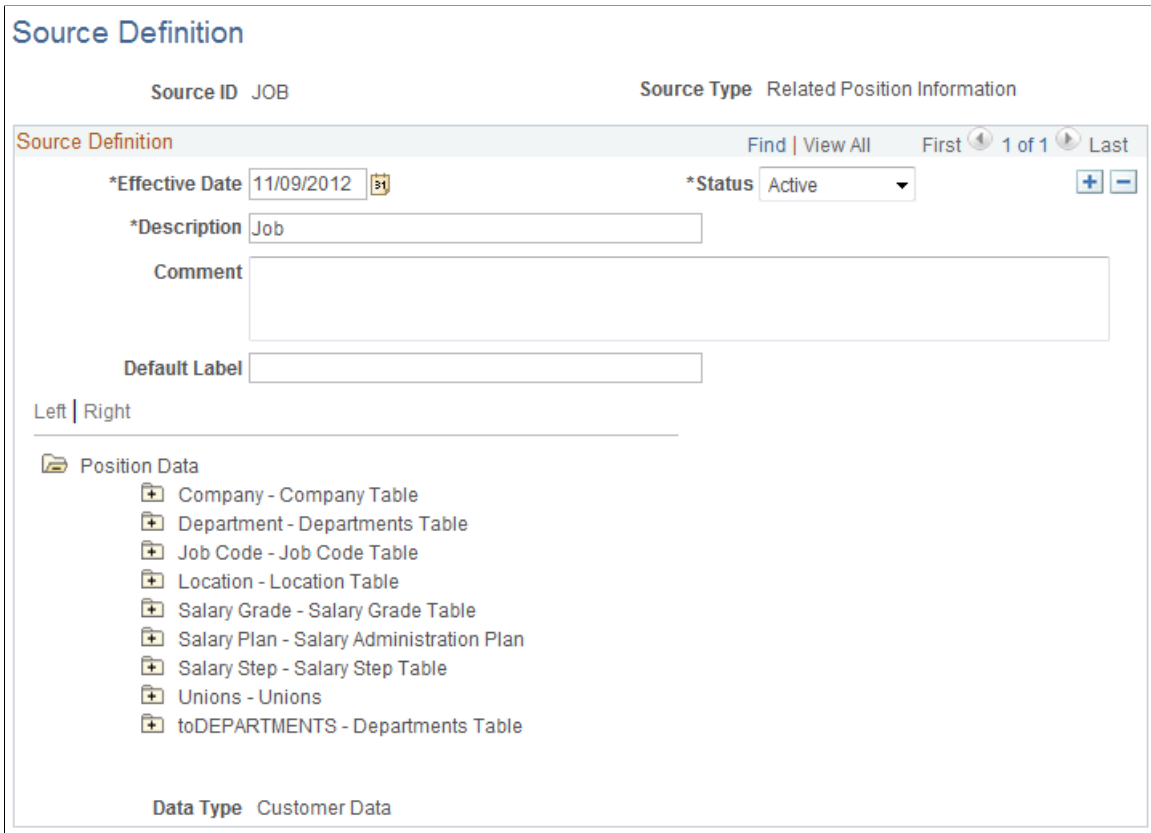 Source Definition
Source ID JOB Source Type Related Position Information
Source Definition Find | View All First 1 of 1 Last
*Effective Date 11/09/2012 31 *Status Active
*Description Job
Comment
Default Label
Left | Right
Position Data
Company - Company Table
Department - Departments Table
Job Code - Job Code Table
Location - Location Table
Salary Grade - Salary Grade Table
Salary Plan - Salary Administration Plan
Salary Step - Salary Step Table
Unions - Unions
toDEPARTMENTS - Departments Table
Data Type Customer Data